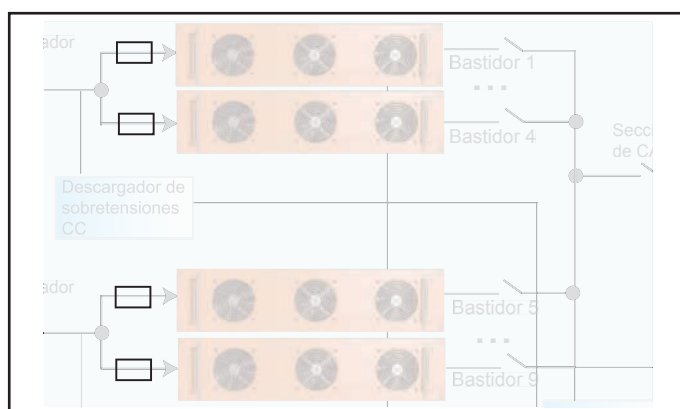 ador
Bastidor 1
...
Bastidor 4
Secc
de CA
Descargador de
sobretensiones
CC
ador
Bastidor 5
...
Bastidor 9